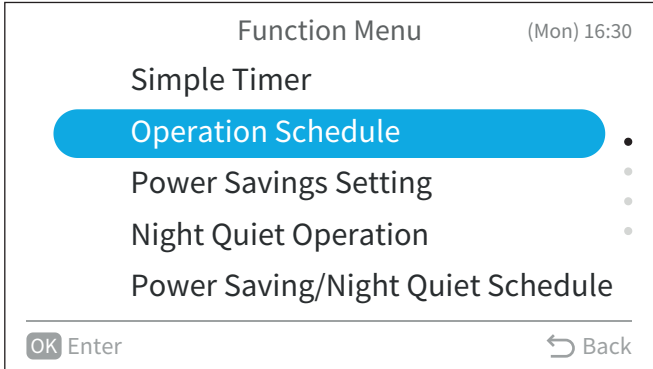 Function Menu (Mon) 16:30
Simple Timer
Operation Schedule
Power Savings Setting
Night Quiet Operation
Power Saving/Night Quiet Schedule
OK Enter Back